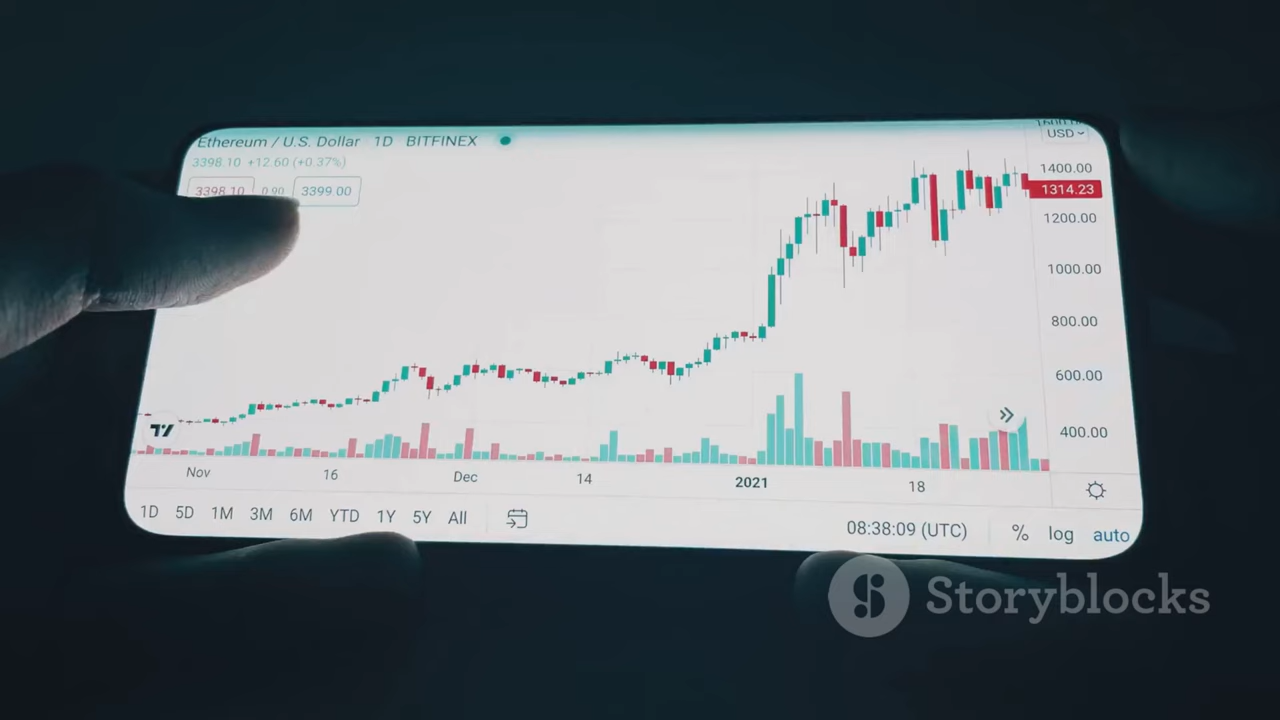 Ethereum / U.S. Dollar 1D BITFINEX
3398.10 +12.60 (+0.37%)
3398.10 0.90 3399.00
USD
1400.00
1314.23
1200.00
1000.00
800.00
600.00
400.00
Nov 16 Dec 14 2021 18
1D 5D 1M 3M 6M YTD 1Y 5Y All
08:38:09 (UTC) % log auto
Storyblocks